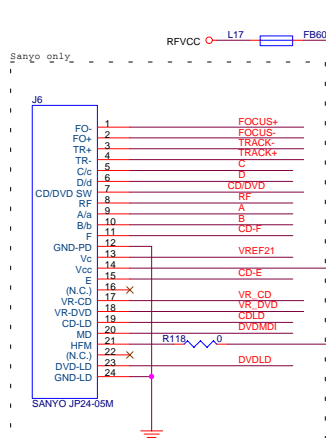 RFVCC L17 FB60
Sanyo only
J6
FO- 1 FOCUS+
FO+ 2 FOCUS-
TR+ 3 TRACK-
TR- 4 TRACK+
C/c 5 C
D/d 6 D
CD/DVD SW 7 CD/DVD
RF 8 RF
A/a 9 A
B/b 10 B
F 11 CD-F
GND-PD 12
Vc 13 VREF21
Vcc 14
E 15 CD-E
(N.C.) 16
VR-CD 17 VR_CD
VR-DVD 18 VR_DVD
CD-LD 19 CDLD
MD 20 DVDMDI
HFM 21 R118 0
(N.C.) 22
DVD-LD 23 DVDLD
GND-LD 24
SANYO JP24-05M